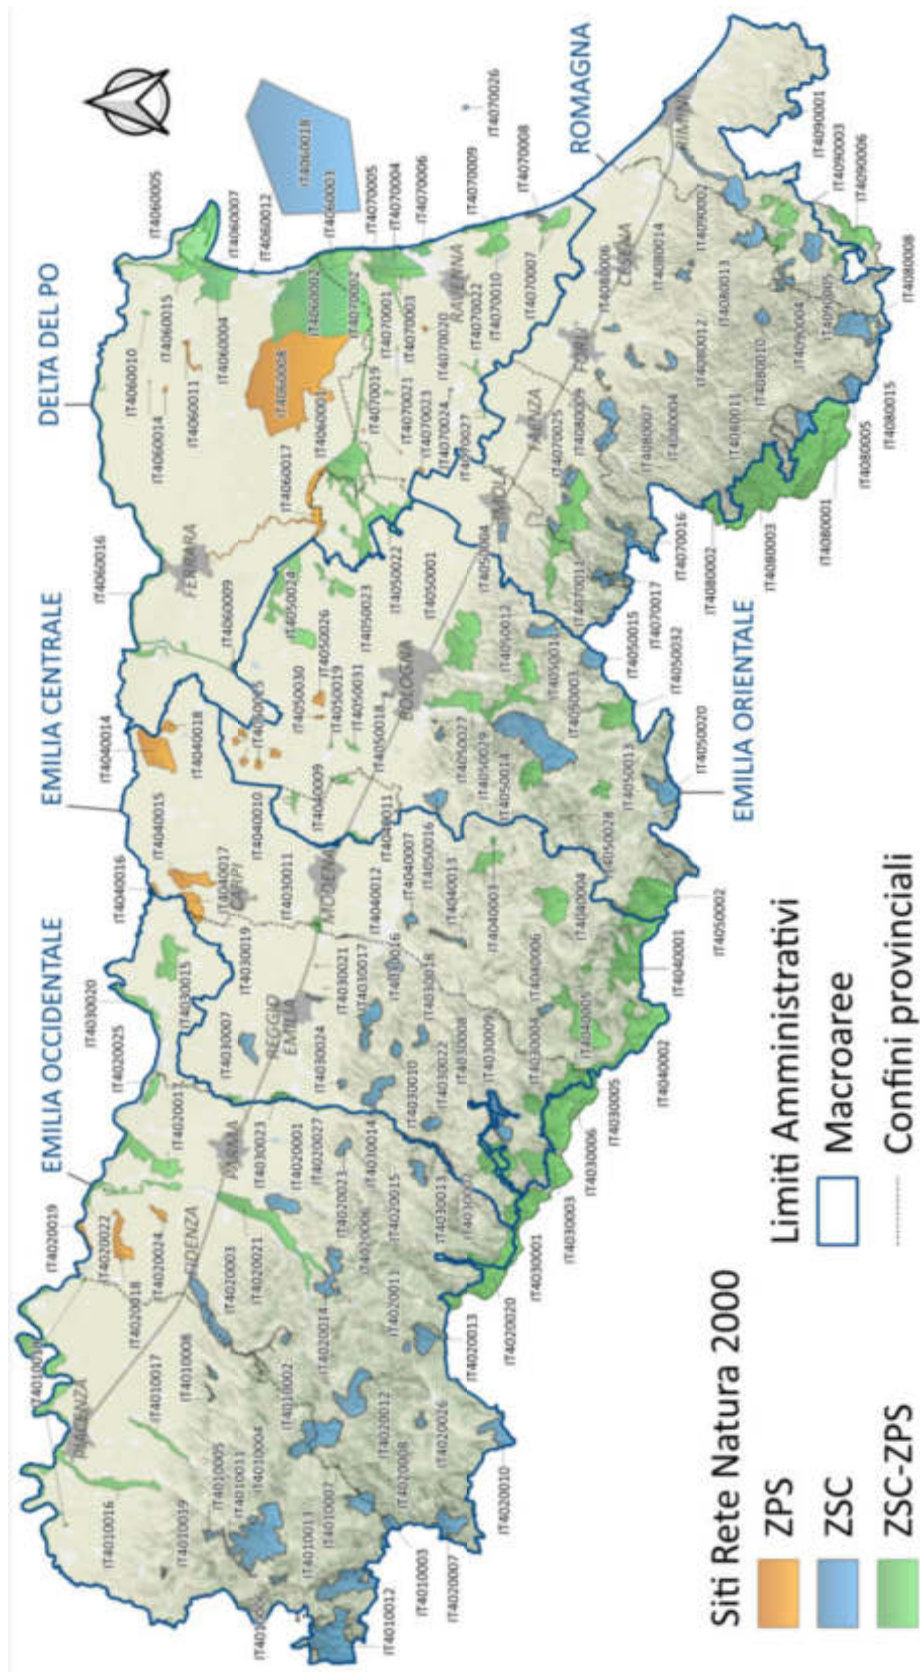 EMILIA OCCIDENTALE
EMILIA CENTRALE
DELTA DEL PO
IT4020019
IT4030020
IT4040016
IT4040014
IT4060016
IT4060005
PIACENZA
IT4020022
IT4020025
IT4060010
IT4010016
IT4020018
IT4020024
IT4040015
IT4060014
IT4060015
IT4010017
IT4020017
IT4030015
IT4040018
FERRARA
IT4060011
IT4010019
IT4010008
FIDENZA
IT4030007
IT4040017
CARPI
IT4060009
IT4060004
IT4060007
IT4010005
IT4020003
PARMA
IT4030019
IT4040010
IT4060012
IT4010011
IT4020021
IT4030023
REGGIO
EMILIA
IT4030011
IT4050024
IT4060017
IT4060008
IT4060018
IT4010004
IT4020001
IT4030024
IT4050030
IT4050026
IT4060001
IT4060002
IT4060003
IT4010002
IT4020027
MODENA
IT4040009
IT4050019
IT4010013
IT4020014
IT4020023
IT4030021
IT4050031
IT4050023
IT4070019
IT4070002
IT4070005
IT4010007
IT4020006
IT4030014
IT4030017
IT4040012
IT4050018
IT4050022
IT4070021
IT4070001
IT4070004
IT4010012
IT4020012
IT4020011
IT4020015
IT4030016
IT4040011
BOLOGNA
IT4050001
IT4070023
IT4070003
IT4070006
IT4020008
IT4030010
IT4030018
IT4040007
IT4070024
IT4070020
RAVENNA
IT4010003
IT4020026
IT4030013
IT4030022
IT4050016
IT4050027
IT4070027
IT4070022
IT4070009
IT4020007
IT4020013
IT4030002
IT4030008
IT4040013
IT4050029
IT4050004
IMOLA
IT4070010
IT4070026
IT4020010
IT4020020
IT4030009
IT4040003
IT4050014
IT4050012
FAENZA
IT4070007
IT4070008
IT4030001
IT4030004
IT4040006
IT4070025
IT4030003
IT4040005
IT4040004
IT4050003
IT4070011
IT4080009
FORLÌ
ROMAGNA
IT4030006
IT4050028
IT4050013
IT4050015
IT4080006
CESENA
IT4030005
IT4070017
IT4080007
IT4080014
IT4040002
IT4040001
IT4050032
IT4070016
IT4080004
RIMINI
IT4050002
IT4050020
IT4080002
IT4080012
IT4090002
EMILIA ORIENTALE
IT4080003
IT4080011
IT4080013
IT4080010
IT4090001
IT4080001
IT4090004
IT4090003
IT4080005
IT4090005
IT4090006
IT4080015
IT4080008
Siti Rete Natura 2000
Limiti Amministrativi
ZPS
Macroaree
ZSC
Confini provinciali
ZSC-ZPS